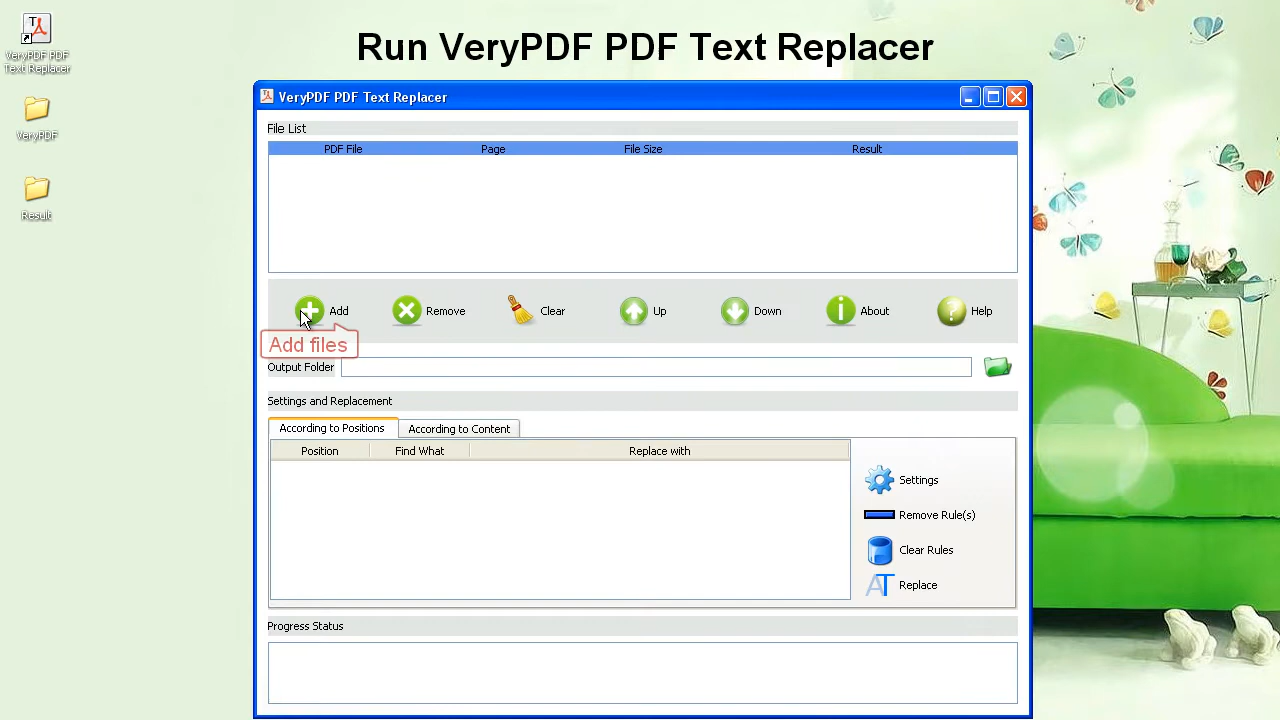 Run VeryPDF PDF Text Replacer
VeryPDF PDF
Text Replacer
VeryPDF
Result
VeryPDF PDF Text Replacer
File List
PDF File Page File Size Result
Add Remove Clear Up Down About Help
Add files
Output Folder
Settings and Replacement
According to Positions According to Content
Position Find What Replace with
Settings
Remove Rule(s)
Clear Rules
Replace
Progress Status